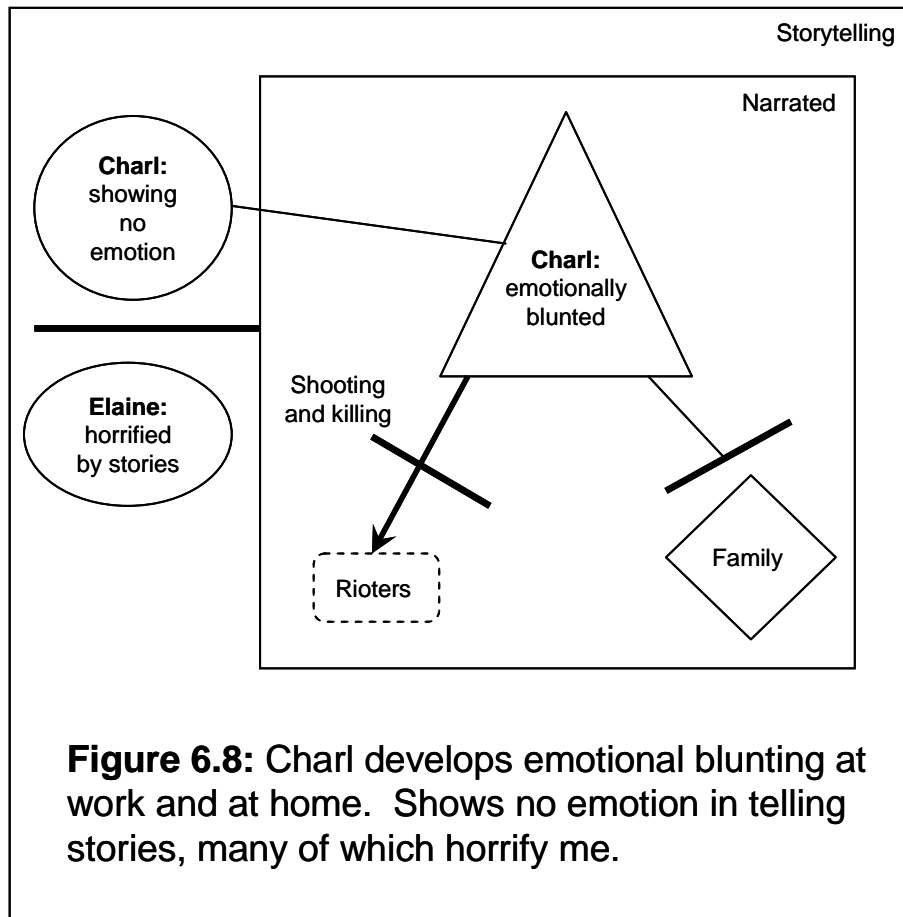 Storytelling
Narrated
Charl:
showing
no
emotion
Charl:
emotionally
blunted
Elaine:
horrified
by stories
Shooting
and killing
Rioters
Family
Figure 6.8: Charl develops emotional blunting at
work and at home.  Shows no emotion in telling
stories, many of which horrify me.